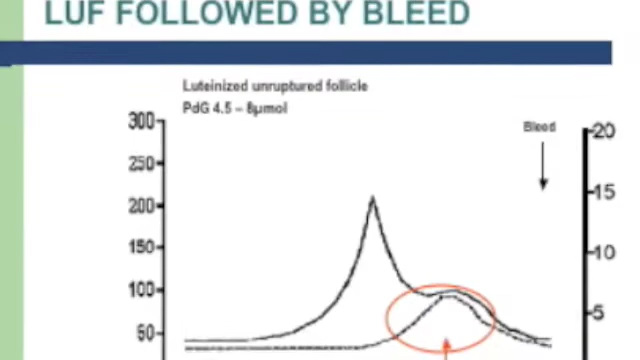 LUF FOLLOWED BY BLEED
Luteinized unruptured follicle
PdG 4.5 – 8µmol
Bleed
300
250
200
150
100
50
20
15
10
5